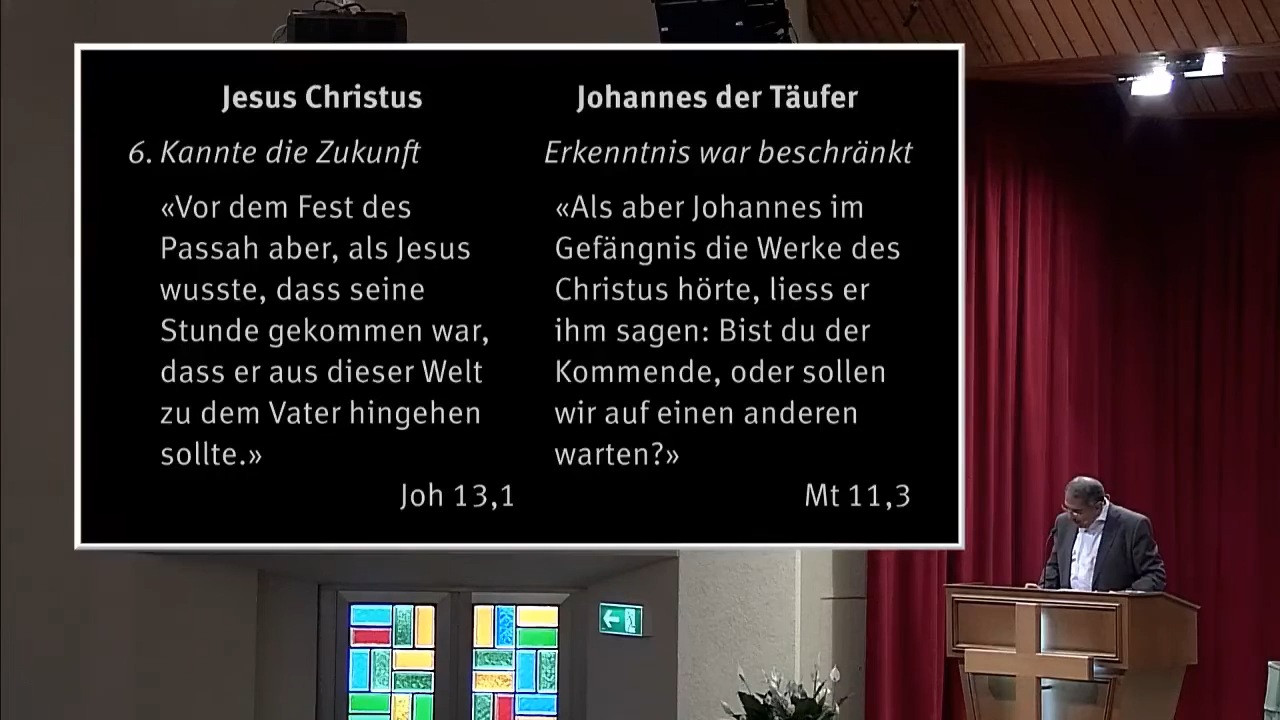 Jesus Christus
6. Kannte die Zukunft
«Vor dem Fest des
Passah aber, als Jesus
wusste, dass seine
Stunde gekommen war,
dass er aus dieser Welt
zu dem Vater hingehen
sollte.»
Joh 13,1
Johannes der Täufer
Erkenntnis war beschränkt
«Als aber Johannes im
Gefängnis die Werke des
Christus hörte, liess er
ihm sagen: Bist du der
Kommende, oder sollen
wir auf einen anderen
warten?»
Mt 11,3